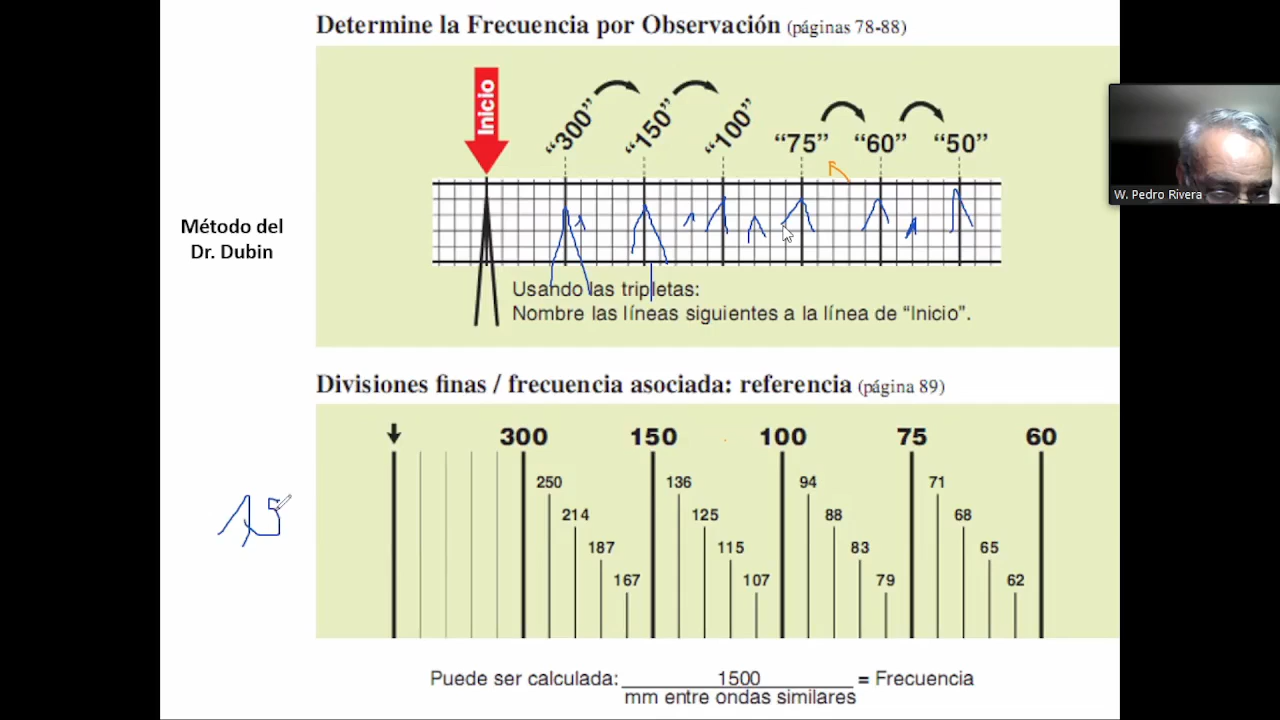 Determine la Frecuencia por Observación (páginas 78-88)
Inicio
“300” “150” “100” “75” “60” “50”
W. Pedro Rivera
Método del
Dr. Dubin
Usando las tripletas:
Nombre las líneas siguientes a la línea de “Inicio”.
Divisiones finas / frecuencia asociada: referencia (página 89)
300 150 100 75 60
250 136 94 71
214 125 88 68
187 115 83 65
167 107 79 62
15
Puede ser calculada: 1500 = Frecuencia
mm entre ondas similares